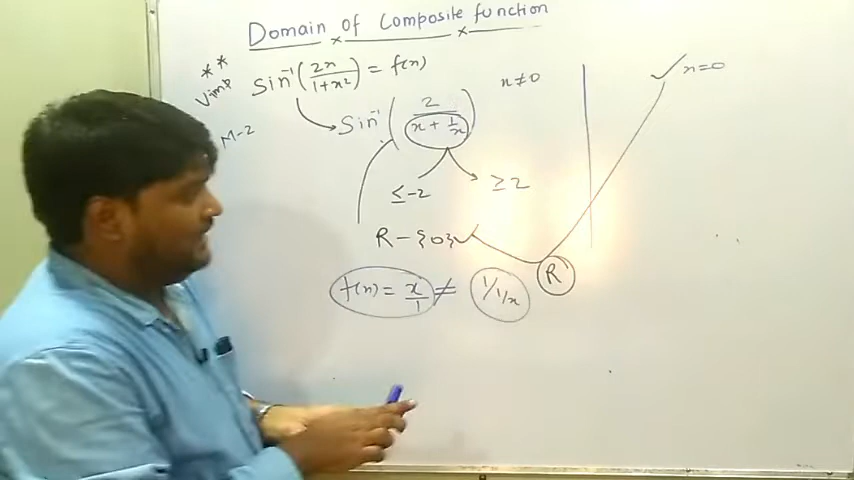 Domain of Composite function
** Sin⁻¹(2x/1+x²) = f(x)
Vimp
M-2
Sin⁻¹(2/x + 1/x)
x≠0
x=0
≤-2
≥2
R-{0}
R
f(x) = x/1 ≠ 1/1/x